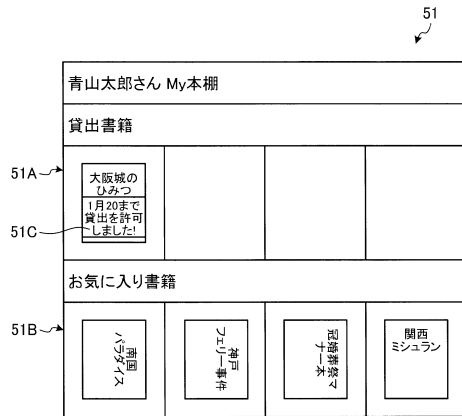 51
青山太郎さん My本棚
貸出書籍
51A
大阪城の
ひみつ
1月20まで
貸出を許可
しました!
51C
お気に入り書籍
51B
南国
パラダイス
神戸
フェリー事件
冠婚葬祭マ
ナー本
関西
ミシュラン